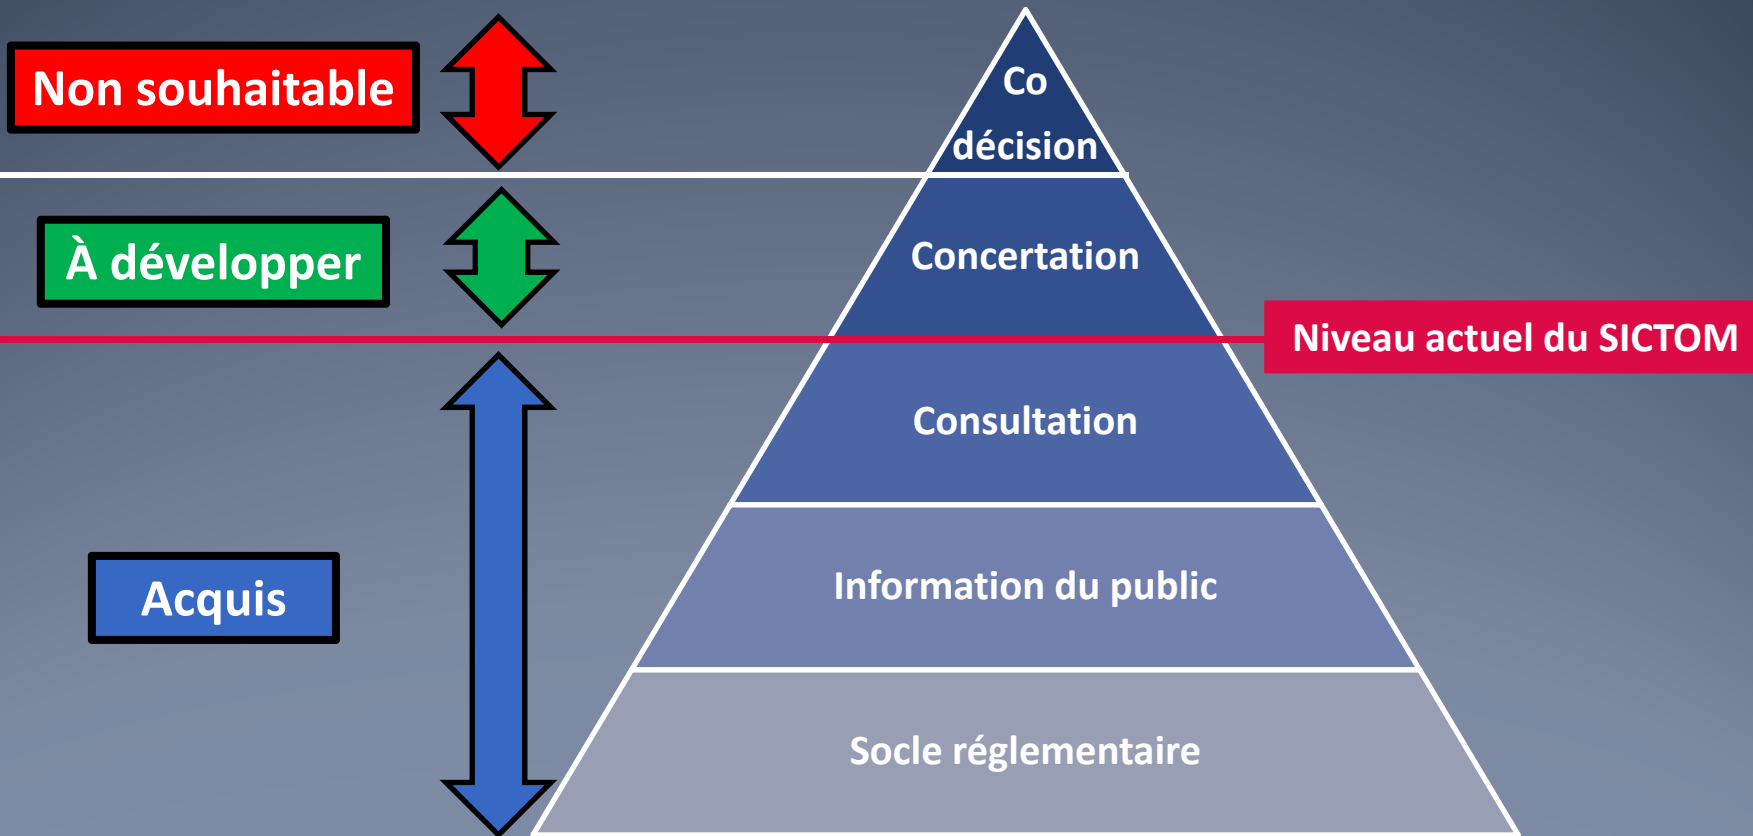 Non souhaitable
Co
décision
À développer
Concertation
Niveau actuel du SICTOM
Consultation
Acquis
Information du public
Socle réglementaire